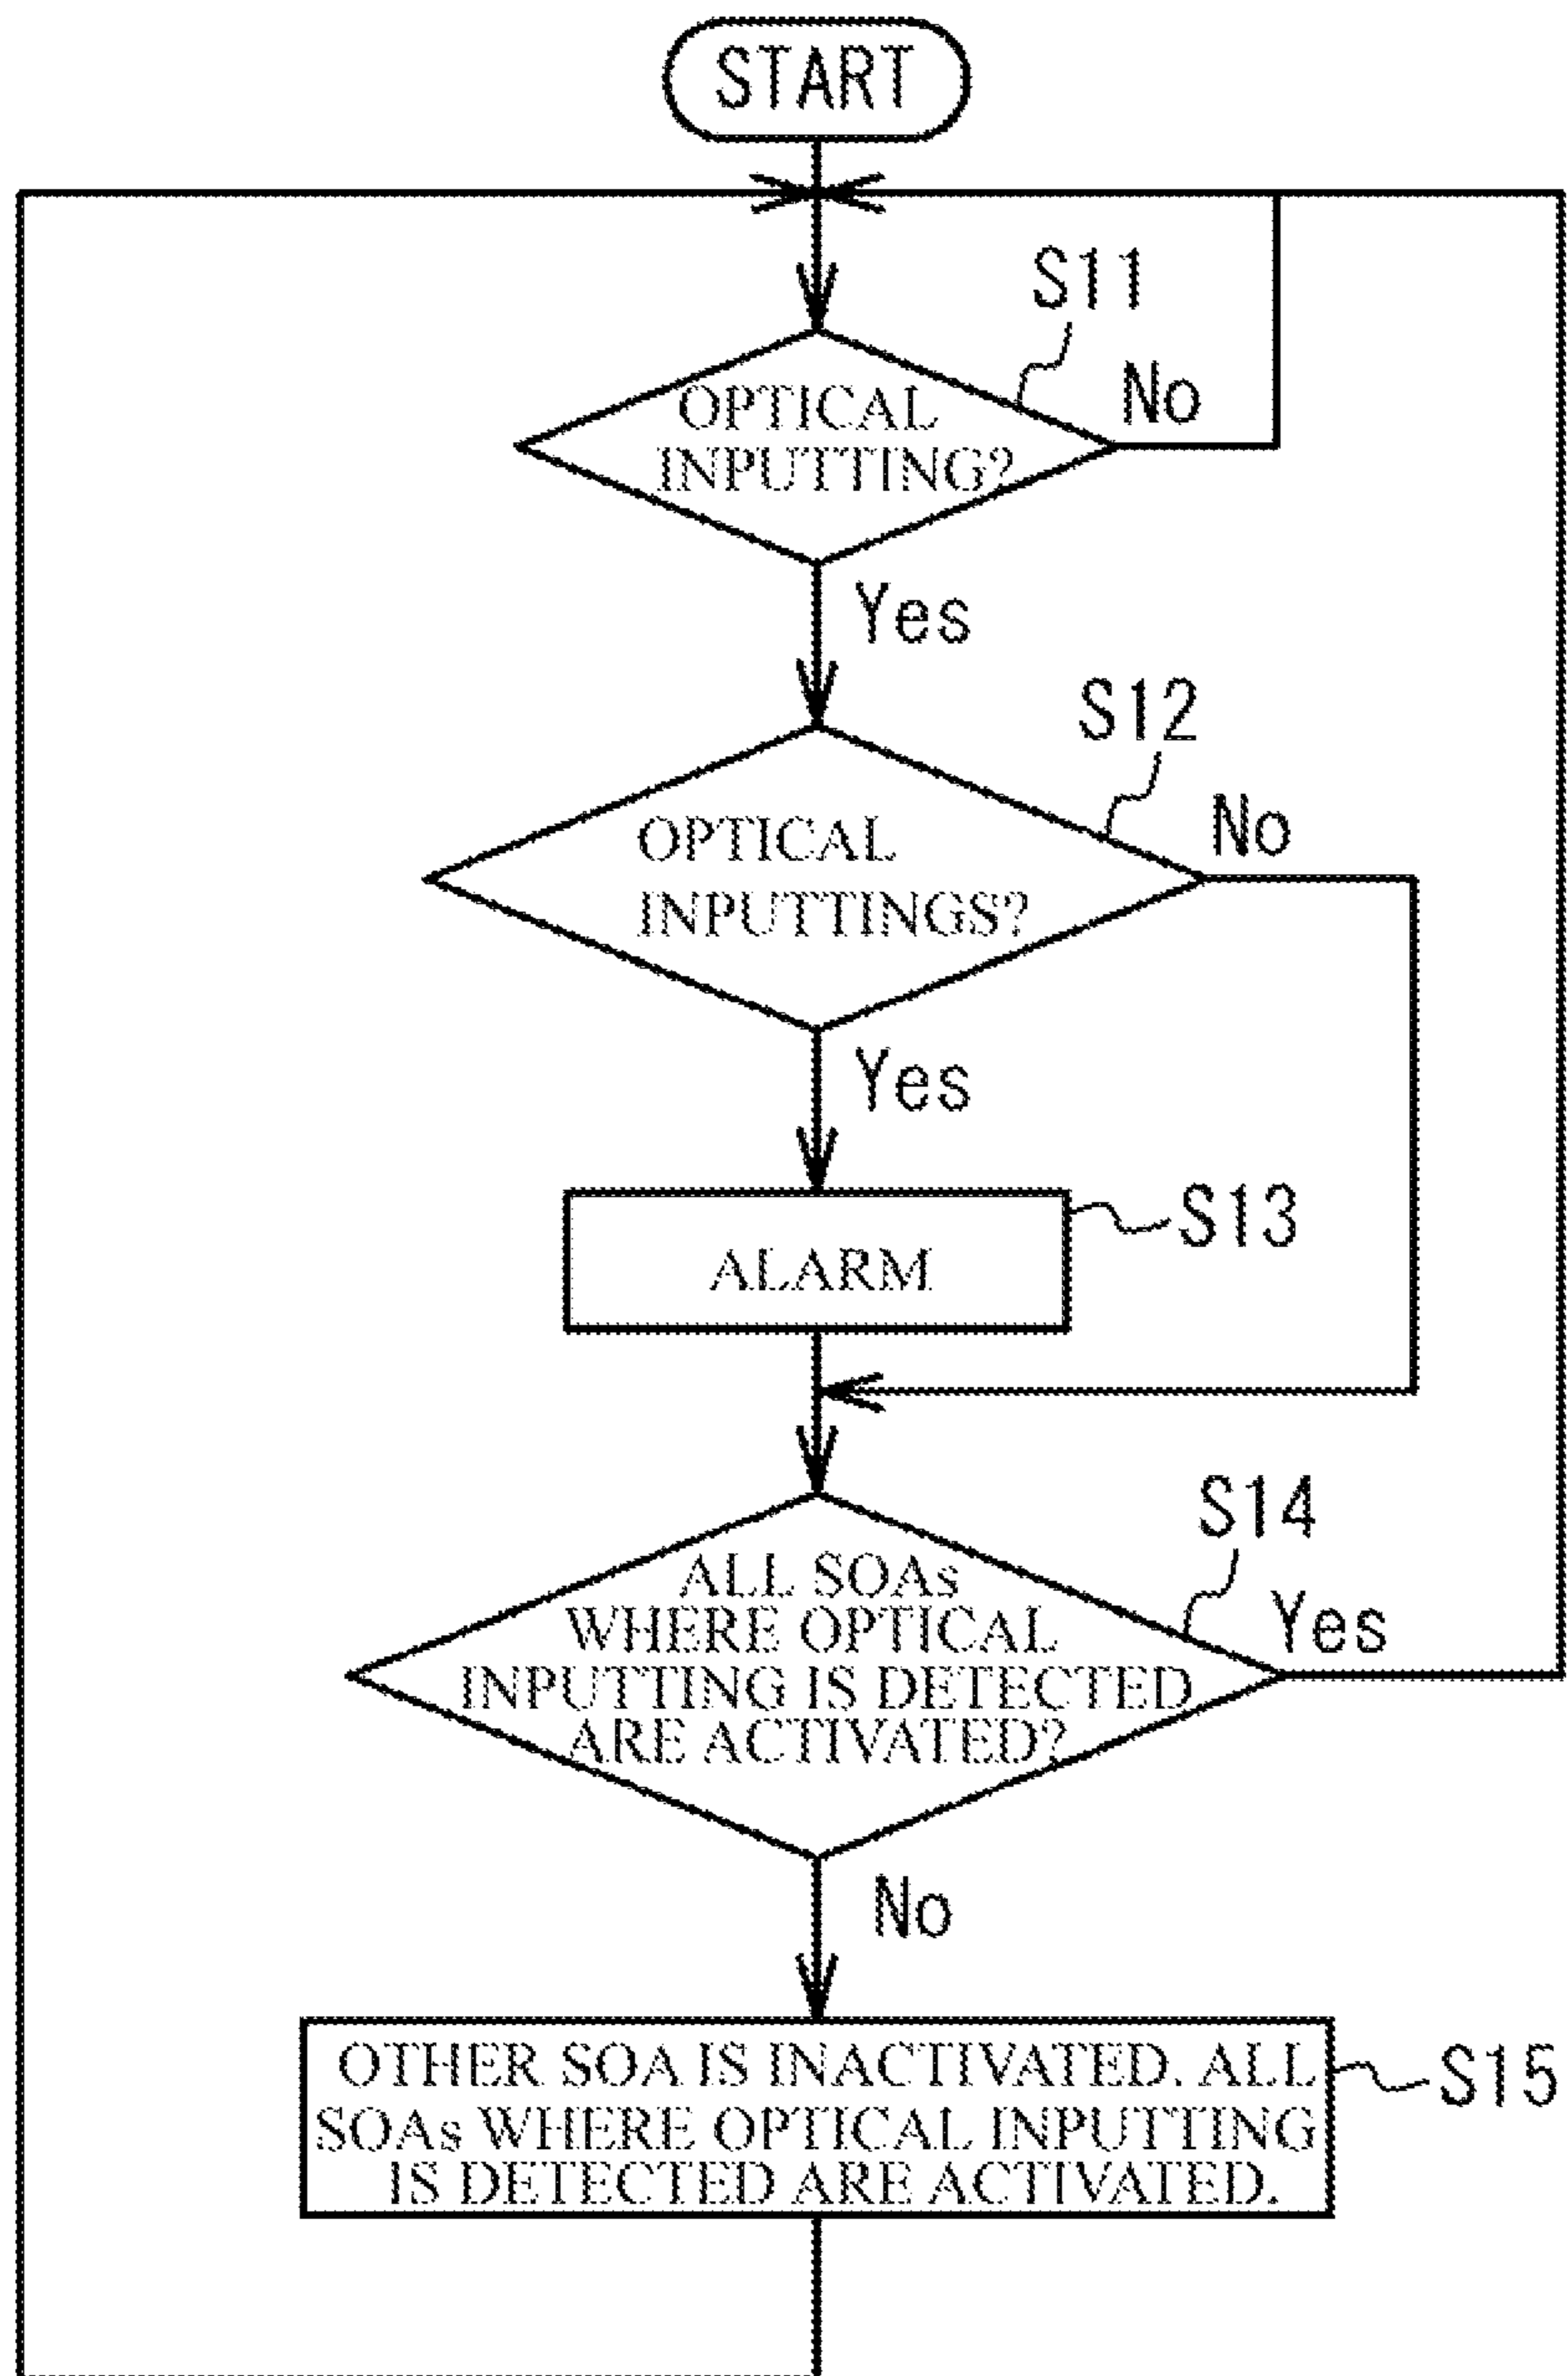 START
S11
No
OPTICAL
INPUTTING?
Yes
S12
No
OPTICAL
INPUTTINGS?
Yes
S13
ALARM
S14
Yes
ALL SOAs
WHERE OPTICAL
INPUTTING IS DETECTED
ARE ACTIVATED?
No
OTHER SOA IS INACTIVATED. ALL
S15
SOAs WHERE OPTICAL INPUTTING
IS DETECTED ARE ACTIVATED.